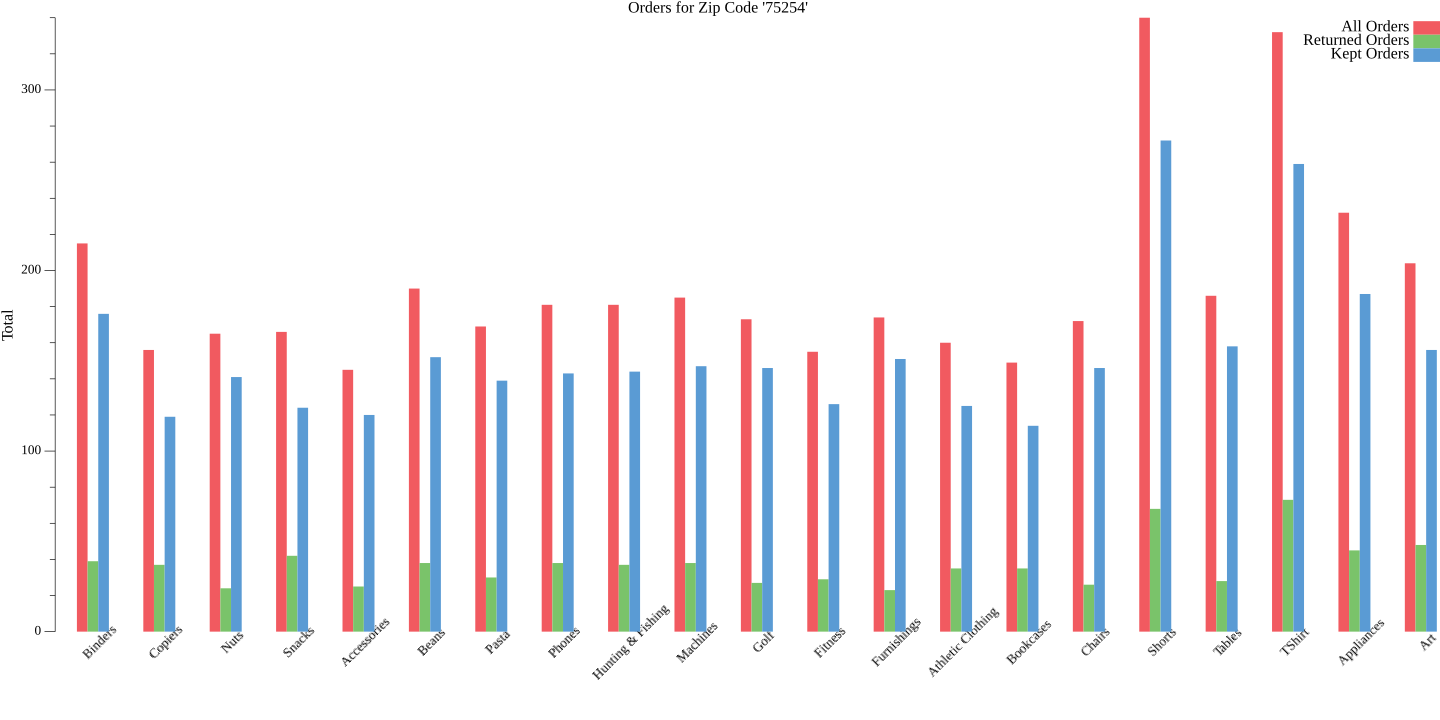 Orders for Zip Code '75254'
All Orders
Returned Orders
Kept Orders
Total
300
200
100
0
Binders
Copiers
Nuts
Snacks
Accessories
Beans
Pasta
Phones
Hunting & Fishing
Machines
Golf
Fitness
Furnishings
Athletic Clothing
Bookcases
Chairs
Shorts
Tables
TShirt
Appliances
Art